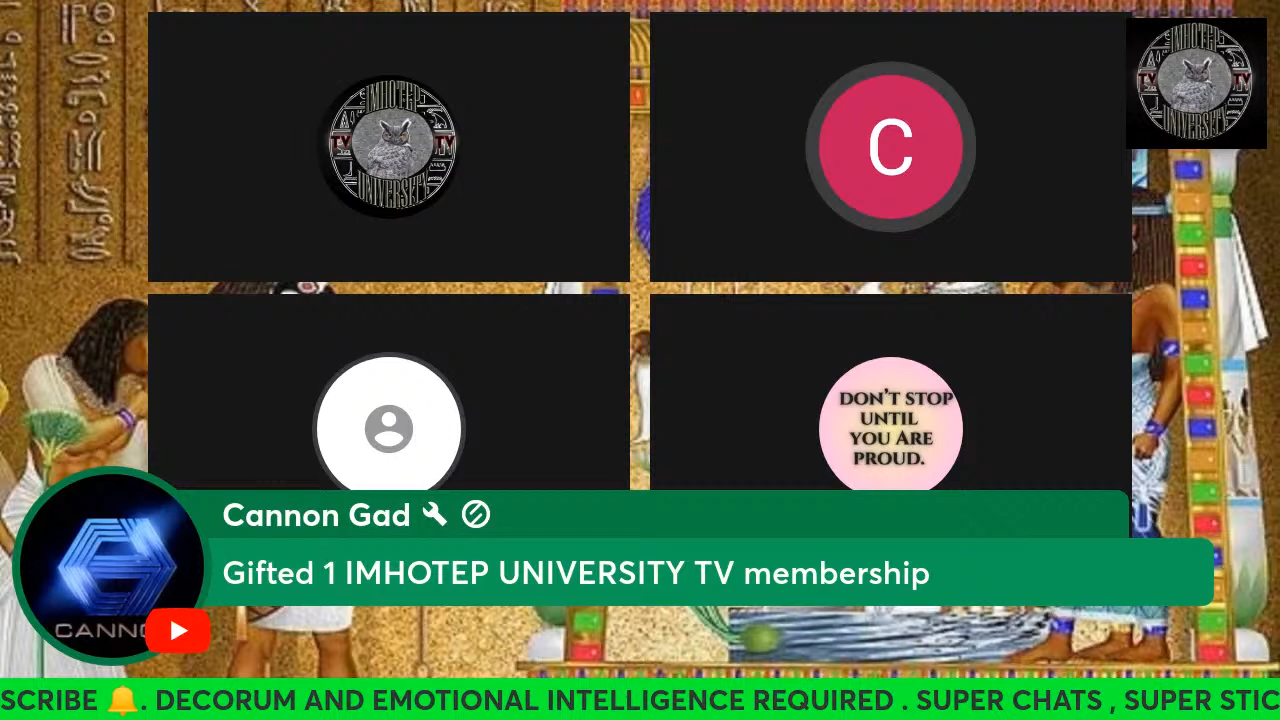 IMHOTEP
TV TV
UNIVERSITY
C
IMHOTEP
TV TV
UNIVERSITY
DON'T STOP
UNTIL
YOU ARE
PROUD.
Cannon Gad
Gifted 1 IMHOTEP UNIVERSITY TV membership
CANNO
SCRIBE 🔔. DECORUM AND EMOTIONAL INTELLIGENCE REQUIRED . SUPER CHATS , SUPER STIC